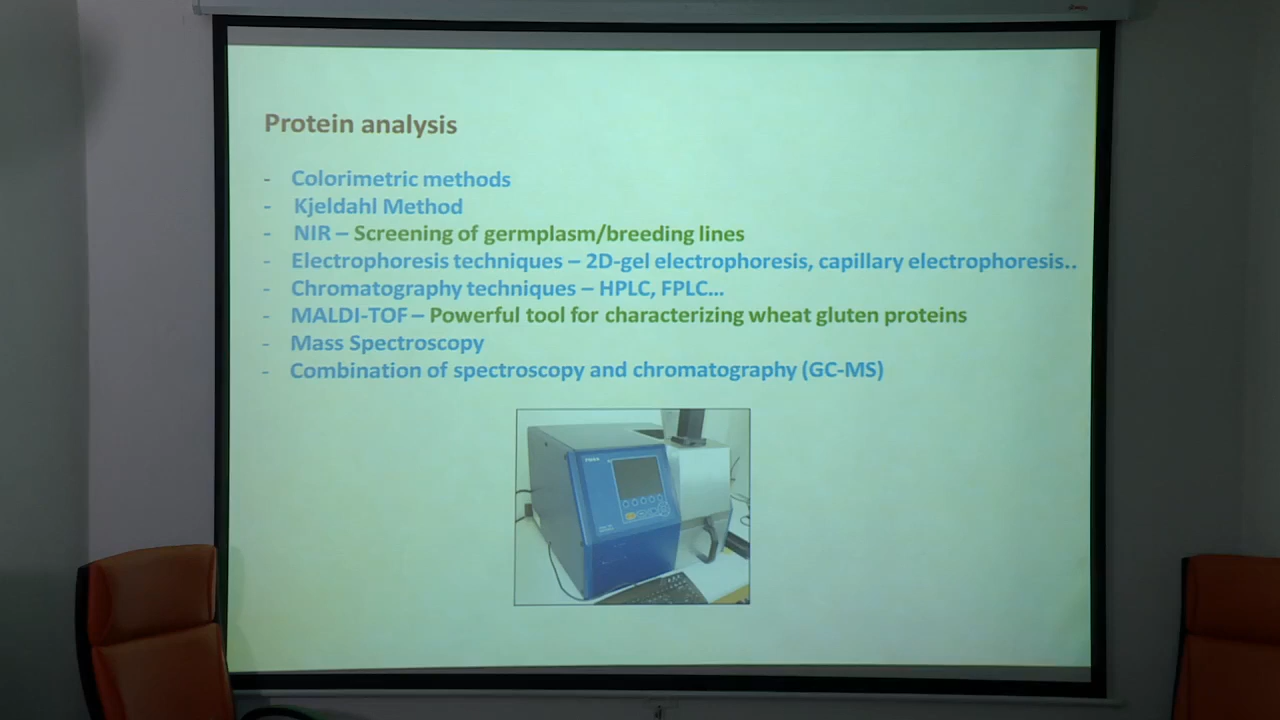 Protein analysis
- Colorimetric methods
- Kjeldahl Method
- NIR – Screening of germplasm/breeding lines
- Electrophoresis techniques – 2D-gel electrophoresis, capillary electrophoresis..
- Chromatography techniques – HPLC, FPLC...
- MALDI-TOF – Powerful tool for characterizing wheat gluten proteins
- Mass Spectroscopy
- Combination of spectroscopy and chromatography (GC-MS)